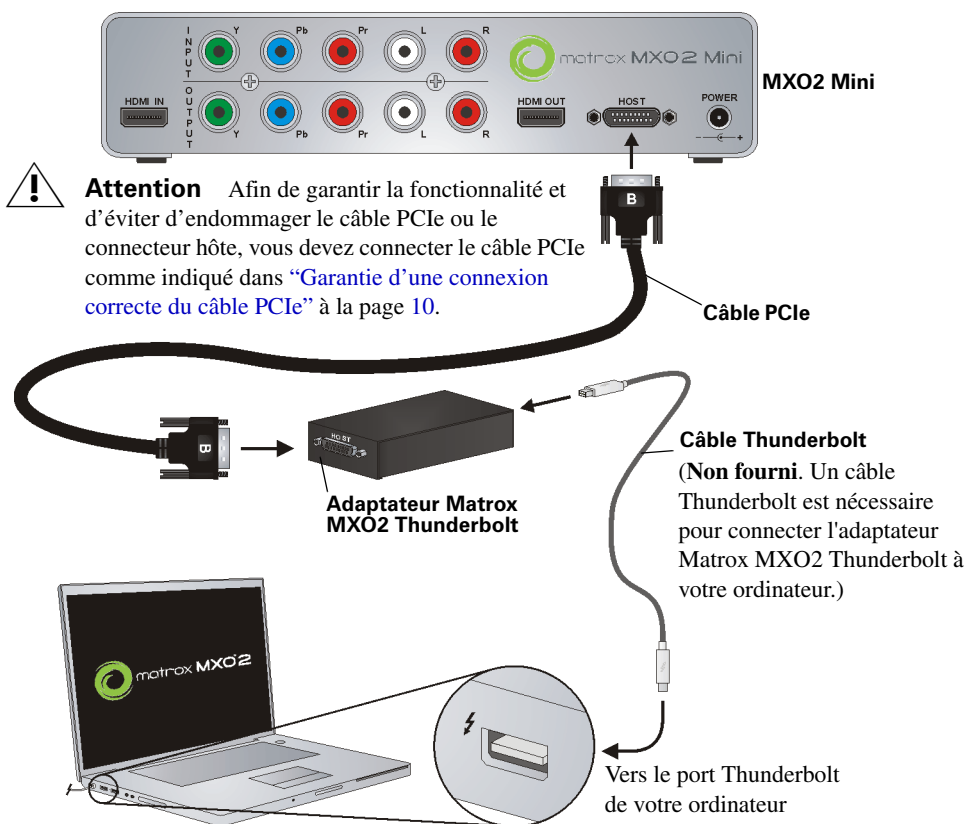 INPUT
Y
Pb
Pr
L
R
matrox MXO2 Mini
MXO2 Mini
HDMI IN
OUTPUT
Y
Pb
Pr
L
R
HDMI OUT
HOST
POWER
- +
B
Attention Afin de garantir la fonctionnalité et
d'éviter d'endommager le câble PCIe ou le
connecteur hôte, vous devez connecter le câble PCIe
comme indiqué dans “Garantie d'une connexion
correcte du câble PCIe” à la page 10.
Câble PCIe
HOST
B
Adaptateur Matrox
MXO2 Thunderbolt
Câble Thunderbolt
(Non fourni. Un câble
Thunderbolt est nécessaire
pour connecter l'adaptateur
Matrox MXO2 Thunderbolt à
votre ordinateur.)
matrox MXO2
Vers le port Thunderbolt
de votre ordinateur